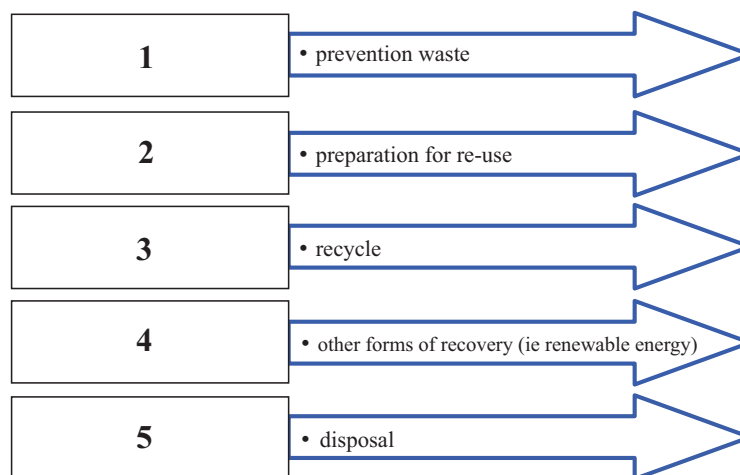 1
• prevention waste
2
• preparation for re-use
3
• recycle
4
• other forms of recovery (ie renewable energy)
5
• disposal